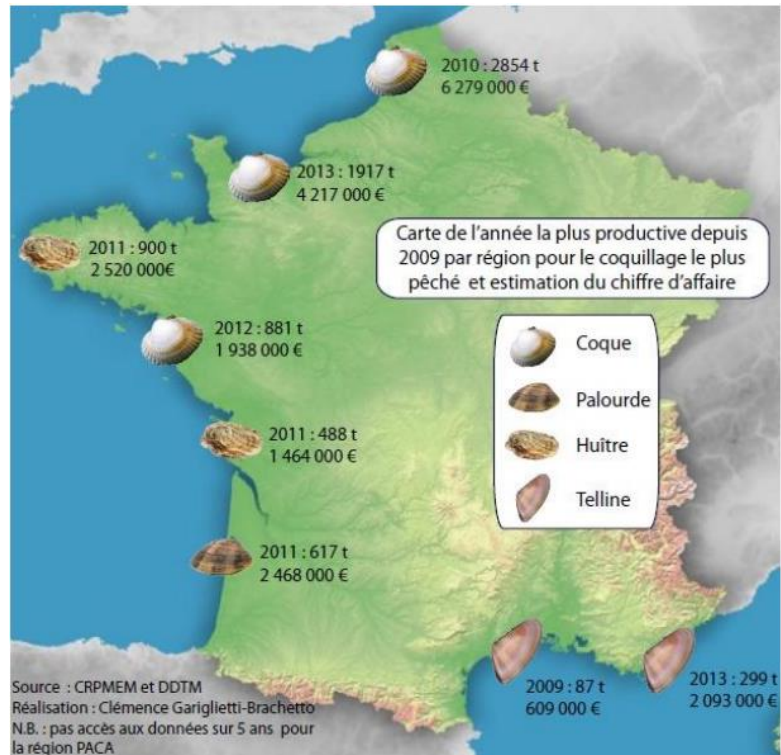 2010 : 2854 t
6 279 000 €
2013 : 1917 t
4 217 000 €
2011 : 900 t
2 520 000€
Carte de l'année la plus productive depuis
2009 par région pour le coquillage le plus
pêché et estimation du chiffre d'affaire
2012 : 881 t
1 938 000 €
Coque
Palourde
Huître
Telline
2011 : 488 t
1 464 000 €
2011 : 617 t
2 468 000 €
2009 : 87 t
609 000 €
2013 : 299 t
2 093 000 €
Source : CRPMEM et DDTM
Réalisation : Clémence Gariglietti-Brachetto
N.B. : pas accès aux données sur 5 ans pour
la région PACA